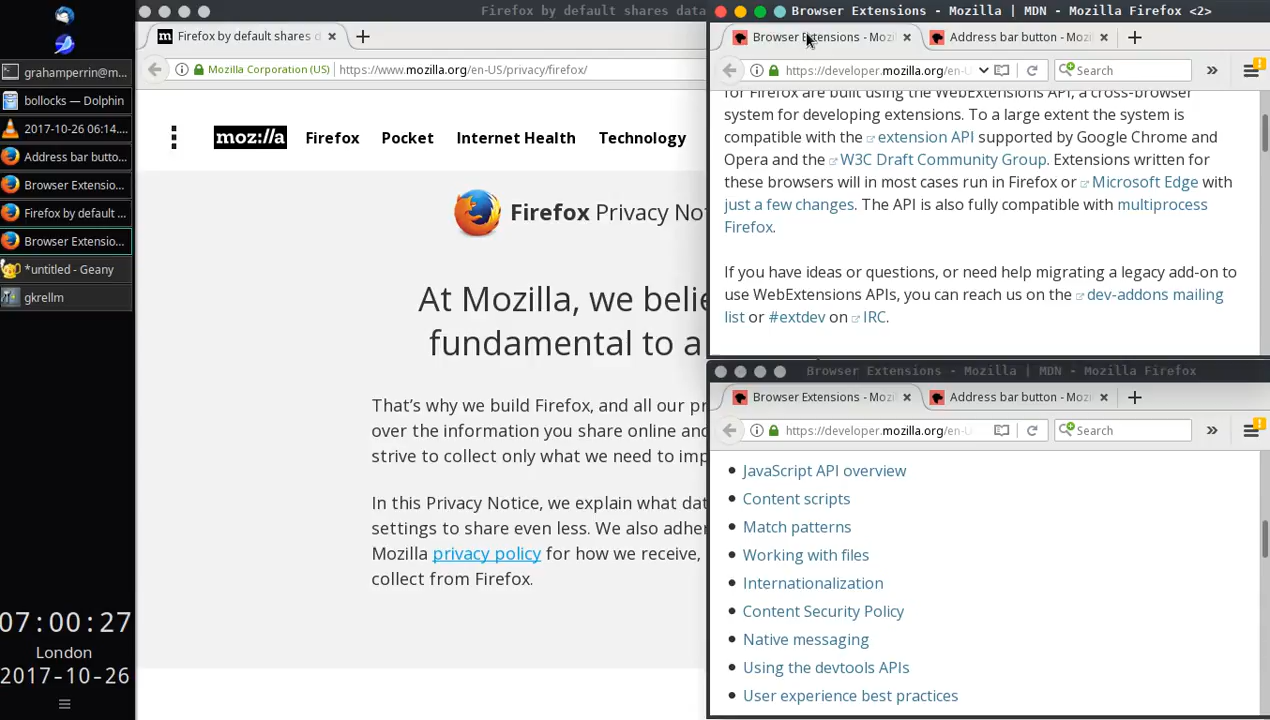 grahamperrin@m...
bollocks — Dolphin
2017-10-26 06:14....
Address bar butto...
Browser Extensio...
Firefox by default ...
Browser Extensio...
*untitled - Geany
gkrellm
07:00:27
London
2017-10-26
Firefox by default shares data
Firefox by default shares d
Mozilla Corporation (US)
https://www.mozilla.org/en-US/privacy/firefox/
moz://a
Firefox
Pocket
Internet Health
Technology
Firefox Privacy No
At Mozilla, we belie
fundamental to a
That’s why we build Firefox, and all our pr
over the information you share online and
strive to collect only what we need to imp
In this Privacy Notice, we explain what dat
settings to share even less. We also adher
Mozilla privacy policy for how we receive,
collect from Firefox.
Browser Extensions - Mozilla | MDN - Mozilla Firefox <2>
Browser Extensions - Mozi
Address bar button - Mozi
https://developer.mozilla.org/en-U
Search
for Firefox are built using the WebExtensions API, a cross-browser
system for developing extensions. To a large extent the system is
compatible with the extension API supported by Google Chrome and
Opera and the W3C Draft Community Group. Extensions written for
these browsers will in most cases run in Firefox or Microsoft Edge with
just a few changes. The API is also fully compatible with multiprocess
Firefox.
If you have ideas or questions, or need help migrating a legacy add-on to
use WebExtensions APIs, you can reach us on the dev-addons mailing
list or #extdev on IRC.
Browser Extensions - Mozilla | MDN - Mozilla Firefox
Browser Extensions - Mozi
Address bar button - Mozi
https://developer.mozilla.org/en-U
Search
JavaScript API overview
Content scripts
Match patterns
Working with files
Internationalization
Content Security Policy
Native messaging
Using the devtools APIs
User experience best practices